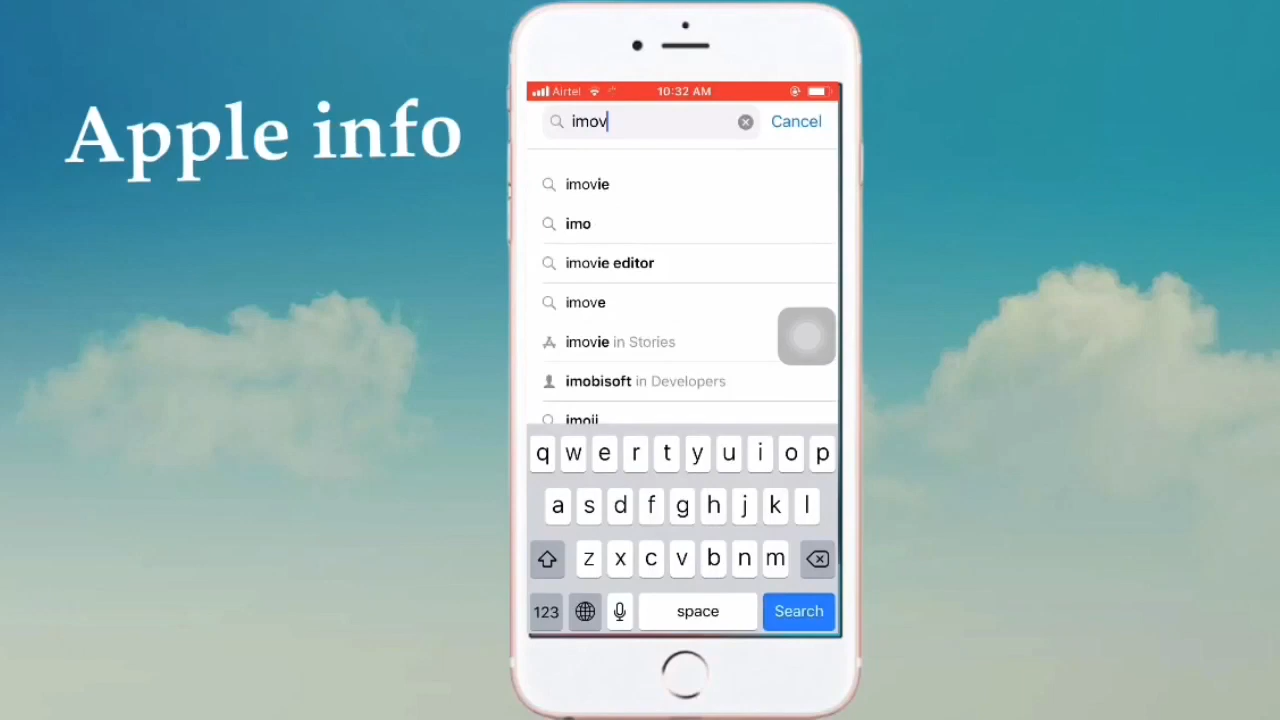 Apple info
Airtel 10:32 AM
imov Cancel
imovie
imo
imovie editor
imove
imovie in Stories
imobisoft in Developers
imoji
q w e r t y u i o p
a s d f g h j k l
z x c v b n m
123 space Search